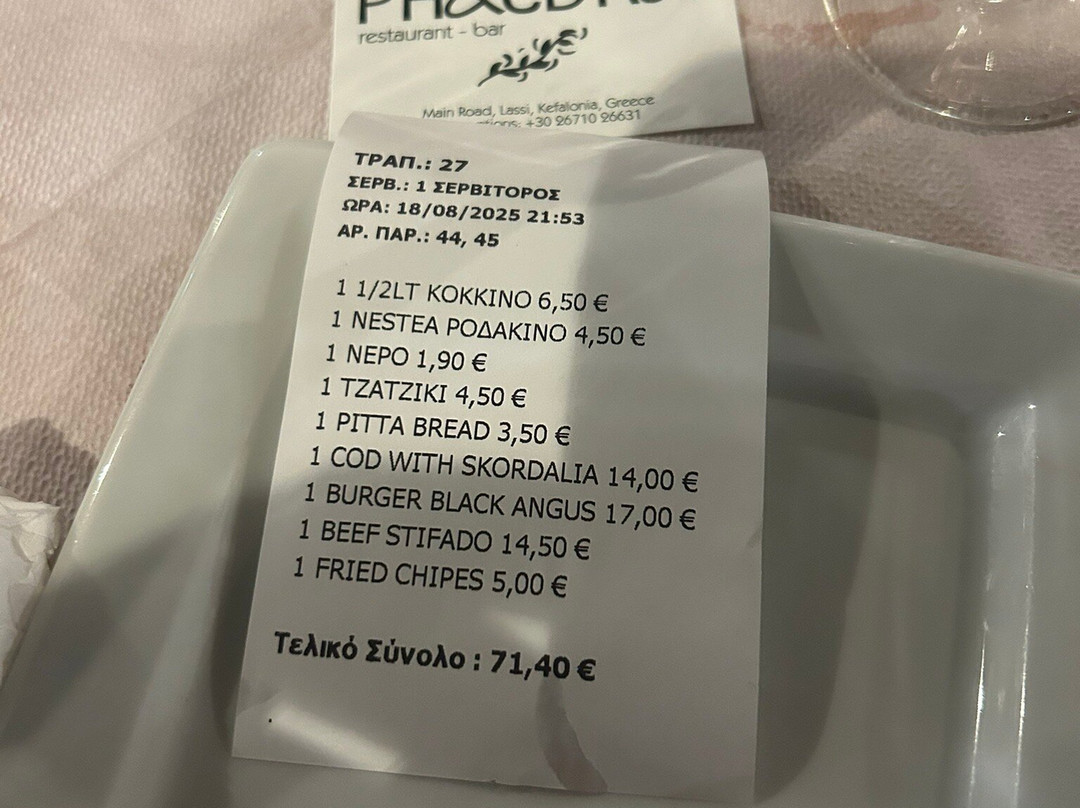 restaurant - bar
Main Road, Lassi, Kefalonia, Greece
+30 26710 26631
ΤΡΑΠ.: 27
ΣΕΡΒ.: 1 ΣΕΡΒΙΤΟΡΟΣ
ΩΡΑ: 18/08/2025 21:53
ΑΡ. ΠΑΡ.: 44, 45
1 1/2LT ΚΟΚΚΙΝΟ 6,50 €
1 NESTEA ΡΟΔΑΚΙΝΟ 4,50 €
1 ΝΕΡΟ 1,90 €
1 TZATZIKI 4,50 €
1 PITTA BREAD 3,50 €
1 COD WITH SKORDALIA 14,00 €
1 BURGER BLACK ANGUS 17,00 €
1 BEEF STIFADO 14,50 €
1 FRIED CHIPES 5,00 €
Τελικό Σύνολο : 71,40 €